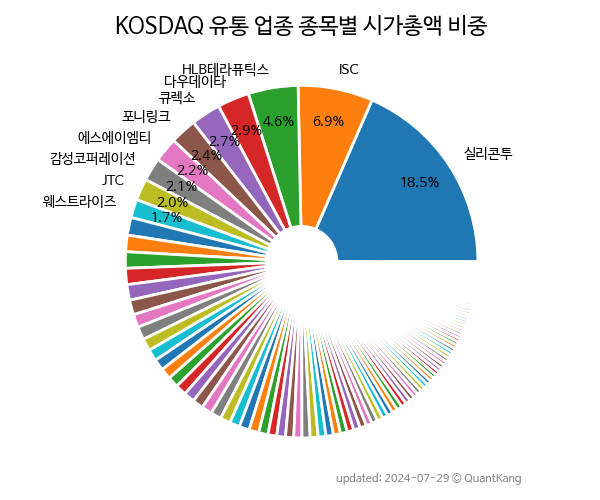 KOSDAQ 유통 업종 종목별 시가총액 비중
실리콘투
18.5%
ISC
6.9%
HLB테라퓨틱스
4.6%
다우데이타
2.9%
큐렉소
2.7%
포니링크
2.4%
에스에이엠티
2.2%
감성코퍼레이션
2.1%
JTC
2.0%
웨스트라이즈
1.7%
updated: 2024-07-29 © QuantKang